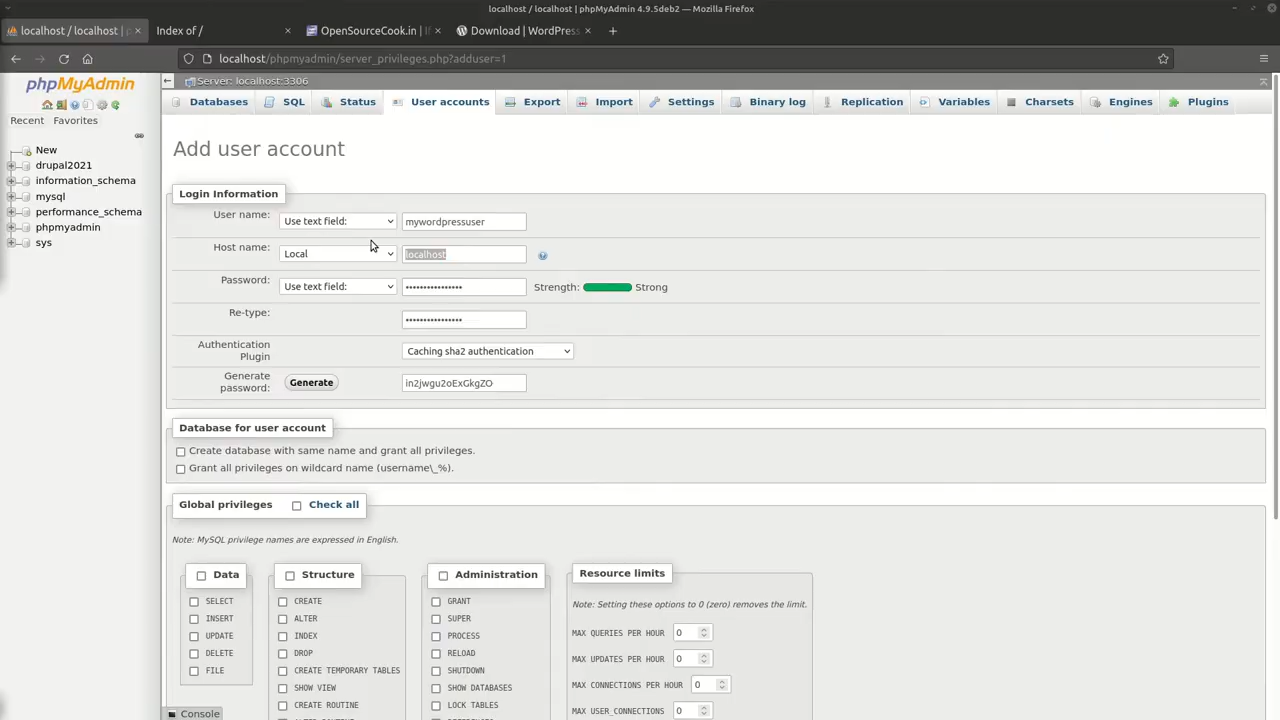 localhost / localhost | phpMyAdmin 4.9.5deb2 — Mozilla Firefox
localhost / localhost | p
Index of /
OpenSourceCook.in | If
Download | WordPress
localhost/phpmyadmin/server_privileges.php?adduser=1
phpMyAdmin
Recent Favorites
New
drupal2021
information_schema
mysql
performance_schema
phpmyadmin
sys
Server: localhost:3306
Databases SQL Status User accounts Export Import Settings Binary log Replication Variables Charsets Engines Plugins
Add user account
Login Information
User name: Use text field: mywordpressuser
Host name: Local localhost
Password: Use text field: •••••••••••••••• Strength: Strong
Re-type: ••••••••••••••••
Authentication
Plugin
Caching sha2 authentication
Generate
password:
Generate in2jwgu2oExGkgZO
Database for user account
Create database with same name and grant all privileges.
Grant all privileges on wildcard name (username\_%).
Global privileges Check all
Note: MySQL privilege names are expressed in English.
Data
SELECT
INSERT
UPDATE
DELETE
FILE
Structure
CREATE
ALTER
INDEX
DROP
CREATE TEMPORARY TABLES
SHOW VIEW
CREATE ROUTINE
Administration
GRANT
SUPER
PROCESS
RELOAD
SHUTDOWN
SHOW DATABASES
LOCK TABLES
Resource limits
Note: Setting these options to 0 (zero) removes the limit.
MAX QUERIES PER HOUR 0
MAX UPDATES PER HOUR 0
MAX CONNECTIONS PER HOUR 0
MAX USER_CONNECTIONS 0
Console